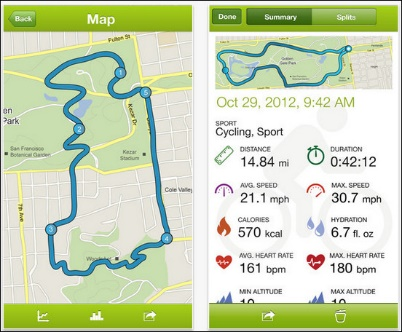 Back
Map
Fulton St
1
5
Kezar Dr
2
Park
San Francisco
Botanical Garden
Kezar
Stadium
Cole Valley
7th Ave
3
4
Done
Summary
Splits
Oct 29, 2012, 9:42 AM
SPORT
Cycling, Sport
DISTANCE
14.84 mi
DURATION
0:42:12
AVG. SPEED
21.1 mph
MAX. SPEED
30.7 mph
CALORIES
570 kcal
HYDRATION
6.7 fl. oz
AVG. HEART RATE
161 bpm
MAX. HEART RATE
180 bpm
MIN ALTITUDE
MAX ALTITUDE